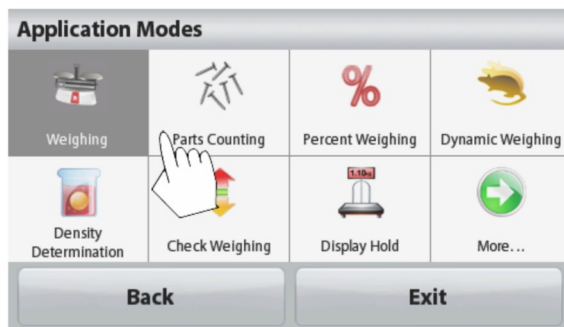 Application Modes
Weighing
Parts Counting
Percent Weighing
Dynamic Weighing
1.10kg
Density
Determination
Check Weighing
Display Hold
More...
Back
Exit